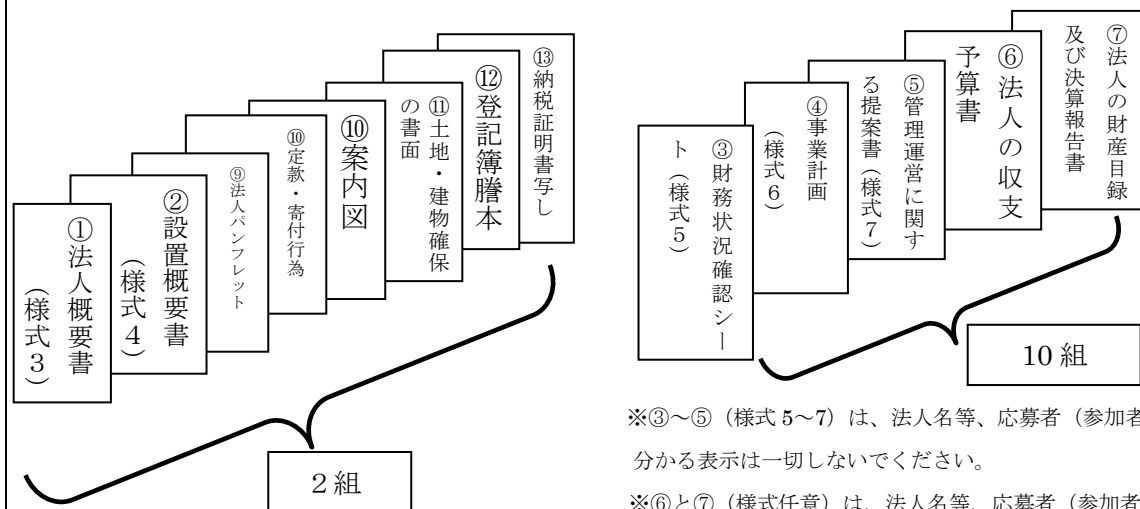 ①法人概要書
（様式３）
②設置概要書
（様式４）
⑨法人パンフレット
⑩定款・寄付行為
⑩案内図
⑪土地・建物確保
の書面
⑫登記簿謄本
⑬納税証明書写し
2 組
③財務状況確認シー
ト（様式５）
④事業計画
（様式６）
⑤管理運営に関す
る提案書（様式７）
⑥法人の収支
予算書
⑦法人の財産目録
及び決算報告書
10 組
※③～⑤（様式 5～7）は、法人名等、応募者（参加者
分かる表示は一切しないでください。
※⑥と⑦（様式任意）は、法人名等、応募者（参加者